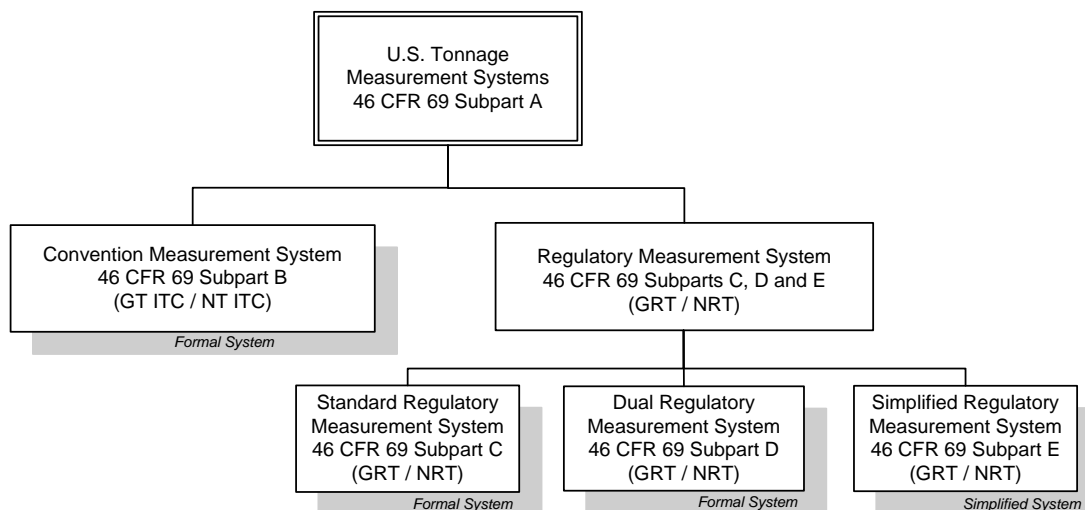 U.S. Tonnage
Measurement Systems
46 CFR 69 Subpart A
Convention Measurement System
46 CFR 69 Subpart B
(GT ITC / NT ITC)
Formal System
Regulatory Measurement System
46 CFR 69 Subparts C, D and E
(GRT / NRT)
Standard Regulatory
Measurement System
46 CFR 69 Subpart C
(GRT / NRT)
Formal System
Dual Regulatory
Measurement System
46 CFR 69 Subpart D
(GRT / NRT)
Formal System
Simplified Regulatory
Measurement System
46 CFR 69 Subpart E
(GRT / NRT)
Simplified System